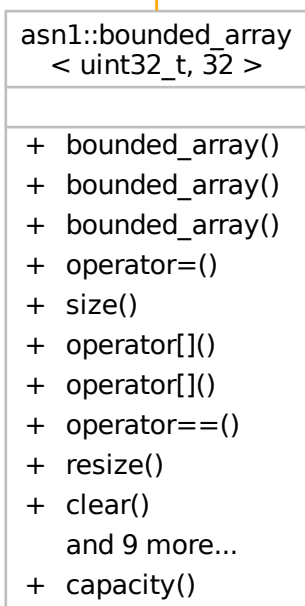 asn1::bounded_array
< uint32_t, 32 >
+ bounded_array()
+ bounded_array()
+ bounded_array()
+ operator=()
+ size()
+ operator[]()
+ operator[]()
+ operator==()
+ resize()
+ clear()
and 9 more...
+ capacity()